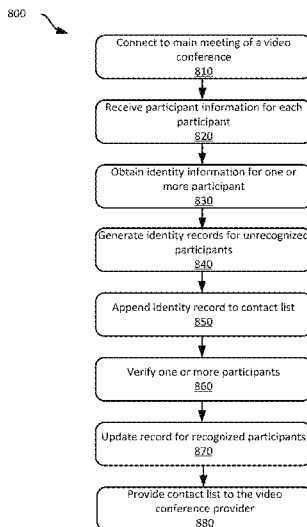 800
Connect to main meeting of a video
conference
810
Receive participant information for each
participant
820
Obtain identity information for one or
more participant
830
Generate identity records for unrecognized
participants
840
Append identity record to contact list
850
Verify one or more participants
860
Update record for recognized participants
870
Provide contact list to the video
conference provider
880